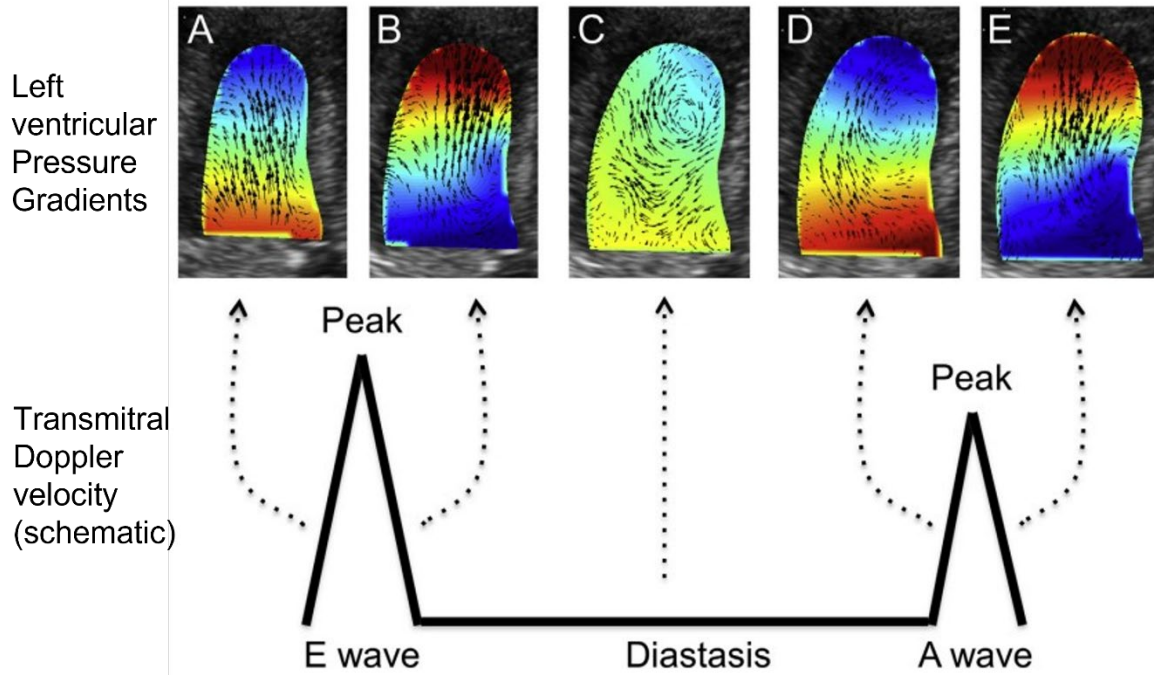 A
B
C
D
E
Left
ventricular
Pressure
Gradients
Peak
Peak
Transmitral
Doppler
velocity
(schematic)
E wave
Diastasis
A wave